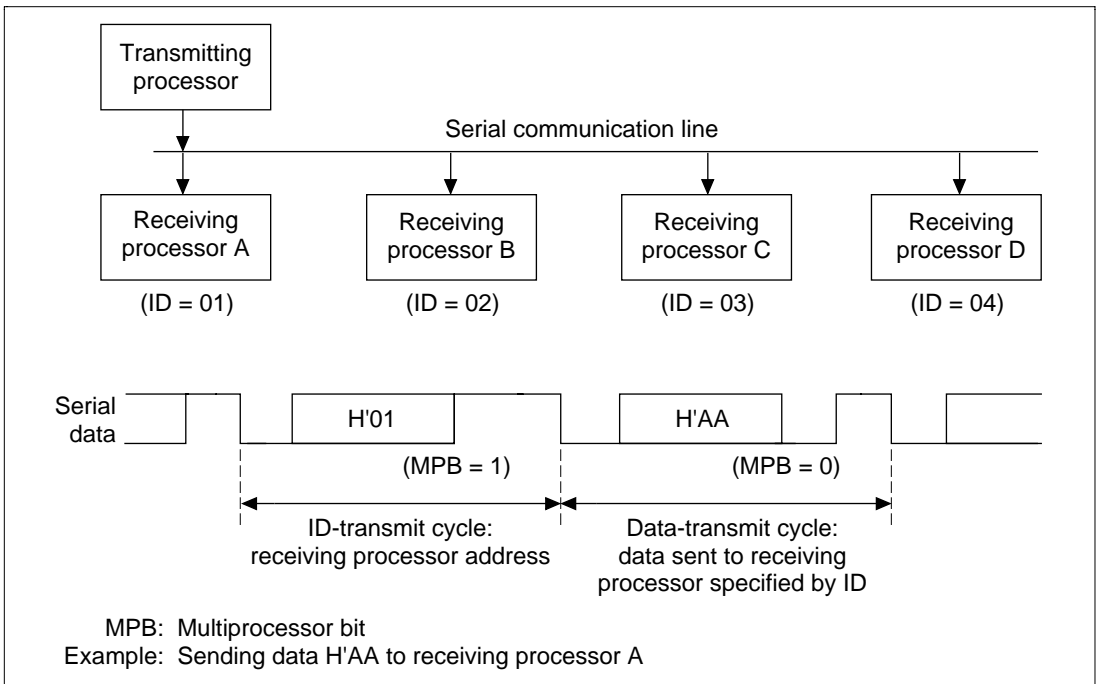 Transmitting
processor
Serial communication line
Receiving
processor A
Receiving
processor B
Receiving
processor C
Receiving
processor D
(ID = 01)
(ID = 02)
(ID = 03)
(ID = 04)
Serial
data
H'01
H'AA
(MPB = 1)
(MPB = 0)
ID-transmit cycle:
receiving processor address
Data-transmit cycle:
data sent to receiving
processor specified by ID
MPB: Multiprocessor bit
Example: Sending data H'AA to receiving processor A